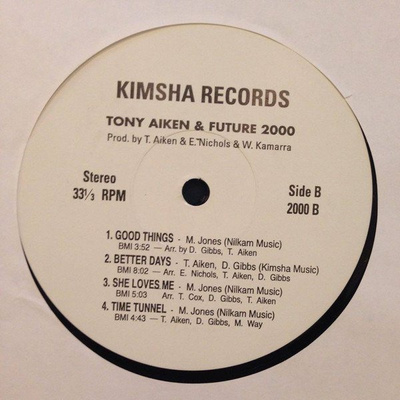 KIMSHA RECORDS
TONY AIKEN & FUTURE 2000
Prod. by T. Aiken & E. Nichols & W. Kamarra
Stereo
33⅓ RPM
Side B
2000 B
1. GOOD THINGS - M. Jones (Nilkam Music)
BMI 3:52 — Arr. by D. Gibbs, T. Aiken
2. BETTER DAYS - T. Aiken, D. Gibbs (Kimsha Music)
BMI 8:02 — Arr. E. Nichols, T. Aiken, D. Gibbs
3. SHE LOVES ME - M. Jones (Nilkam Music)
BMI 5:03 Arr. T. Cox, D. Gibbs, T. Aiken
4. TIME TUNNEL - M. Jones (Nilkam Music)
BMI 4:43 — T. Aiken, D. Gibbs, M. Way